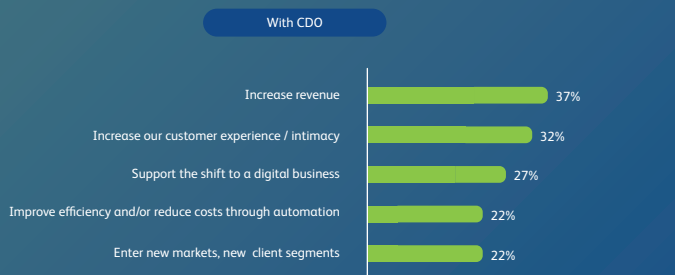 With CDO
Increase revenue 37%
Increase our customer experience / intimacy 32%
Support the shift to a digital business 27%
Improve efficiency and/or reduce costs through automation 22%
Enter new markets, new client segments 22%